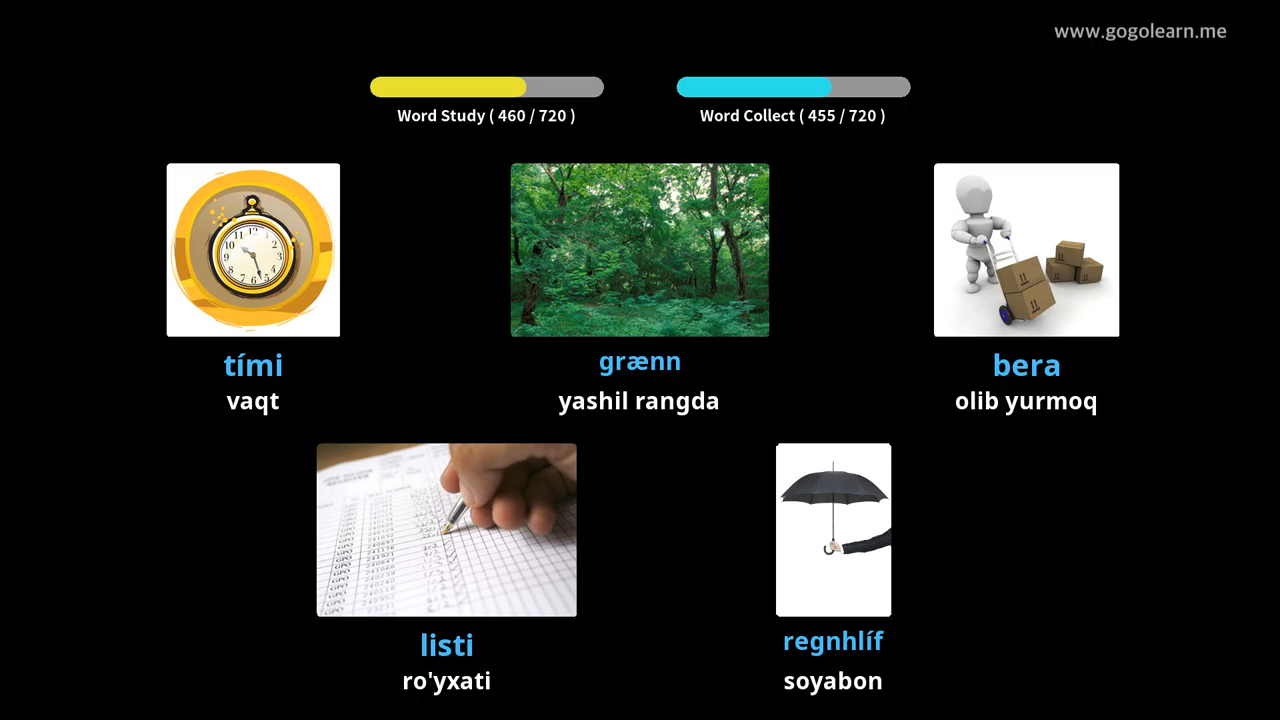 www.gogolearn.me
Word Study ( 460 / 720 )
Word Collect ( 455 / 720 )
tími
vaqt
grænn
yashil rangda
bera
olib yurmoq
listi
ro'yxati
regnhlíf
soyabon